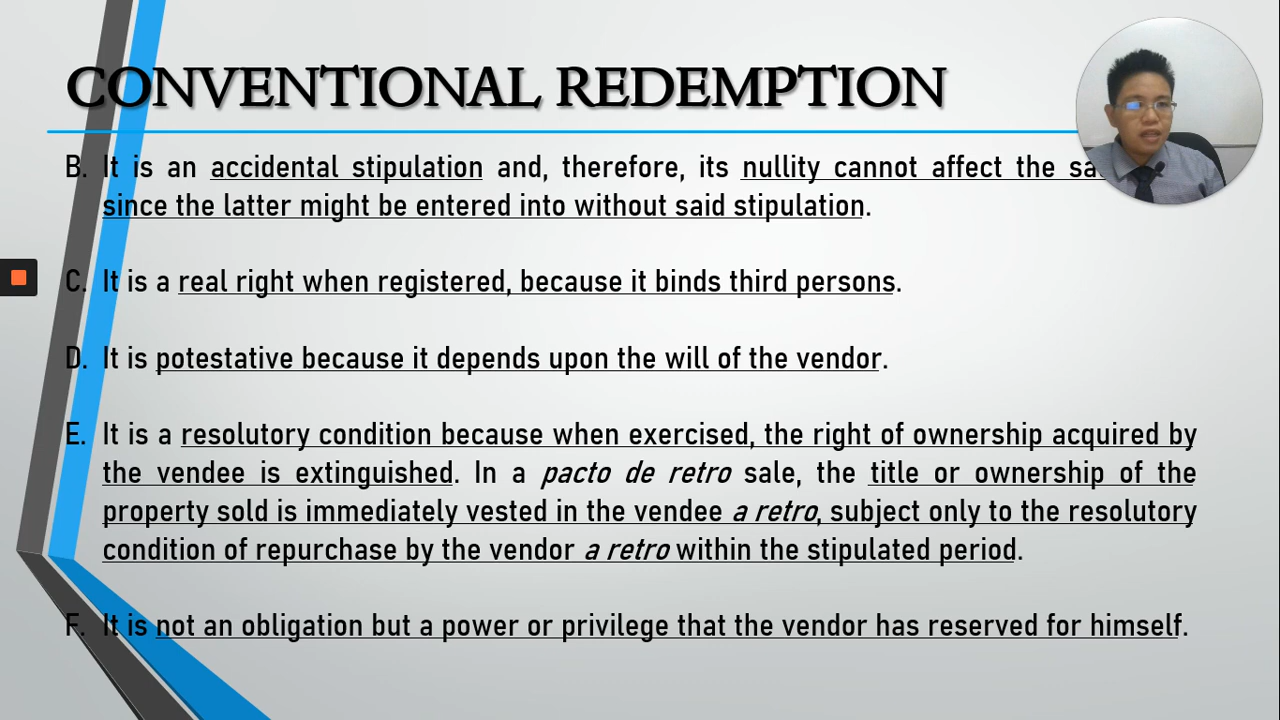 CONVENTIONAL REDEMPTION
B. It is an accidental stipulation and, therefore, its nullity cannot affect the
since the latter might be entered into without said stipulation.
C. It is a real right when registered, because it binds third persons.
D. It is potestative because it depends upon the will of the vendor.
E. It is a resolutory condition because when exercised, the right of ownership acquired by
the vendee is extinguished. In a pacto de retro sale, the title or ownership of the
property sold is immediately vested in the vendee a retro, subject only to the resolutory
condition of repurchase by the vendor a retro within the stipulated period.
F. It is not an obligation but a power or privilege that the vendor has reserved for himself.